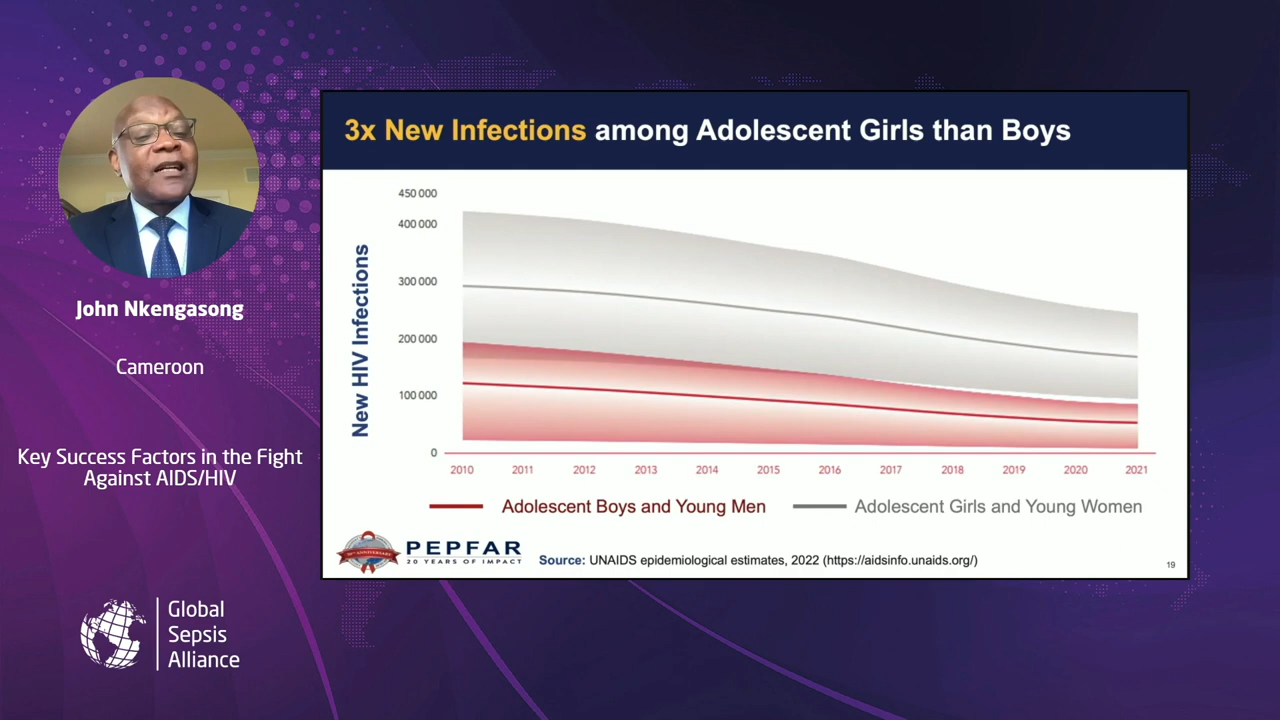 John Nkengasong
Cameroon
Key Success Factors in the Fight
Against AIDS/HIV
Global
Sepsis
Alliance
3x New Infections among Adolescent Girls than Boys
New HIV Infections
450 000
400 000
300 000
200 000
100 000
0
2010 2011 2012 2013 2014 2015 2016 2017 2018 2019 2020 2021
Adolescent Boys and Young Men Adolescent Girls and Young Women
PEPFAR
20 YEARS OF IMPACT
Source: UNAIDS epidemiological estimates, 2022 (https://aidsinfo.unaids.org/)
19